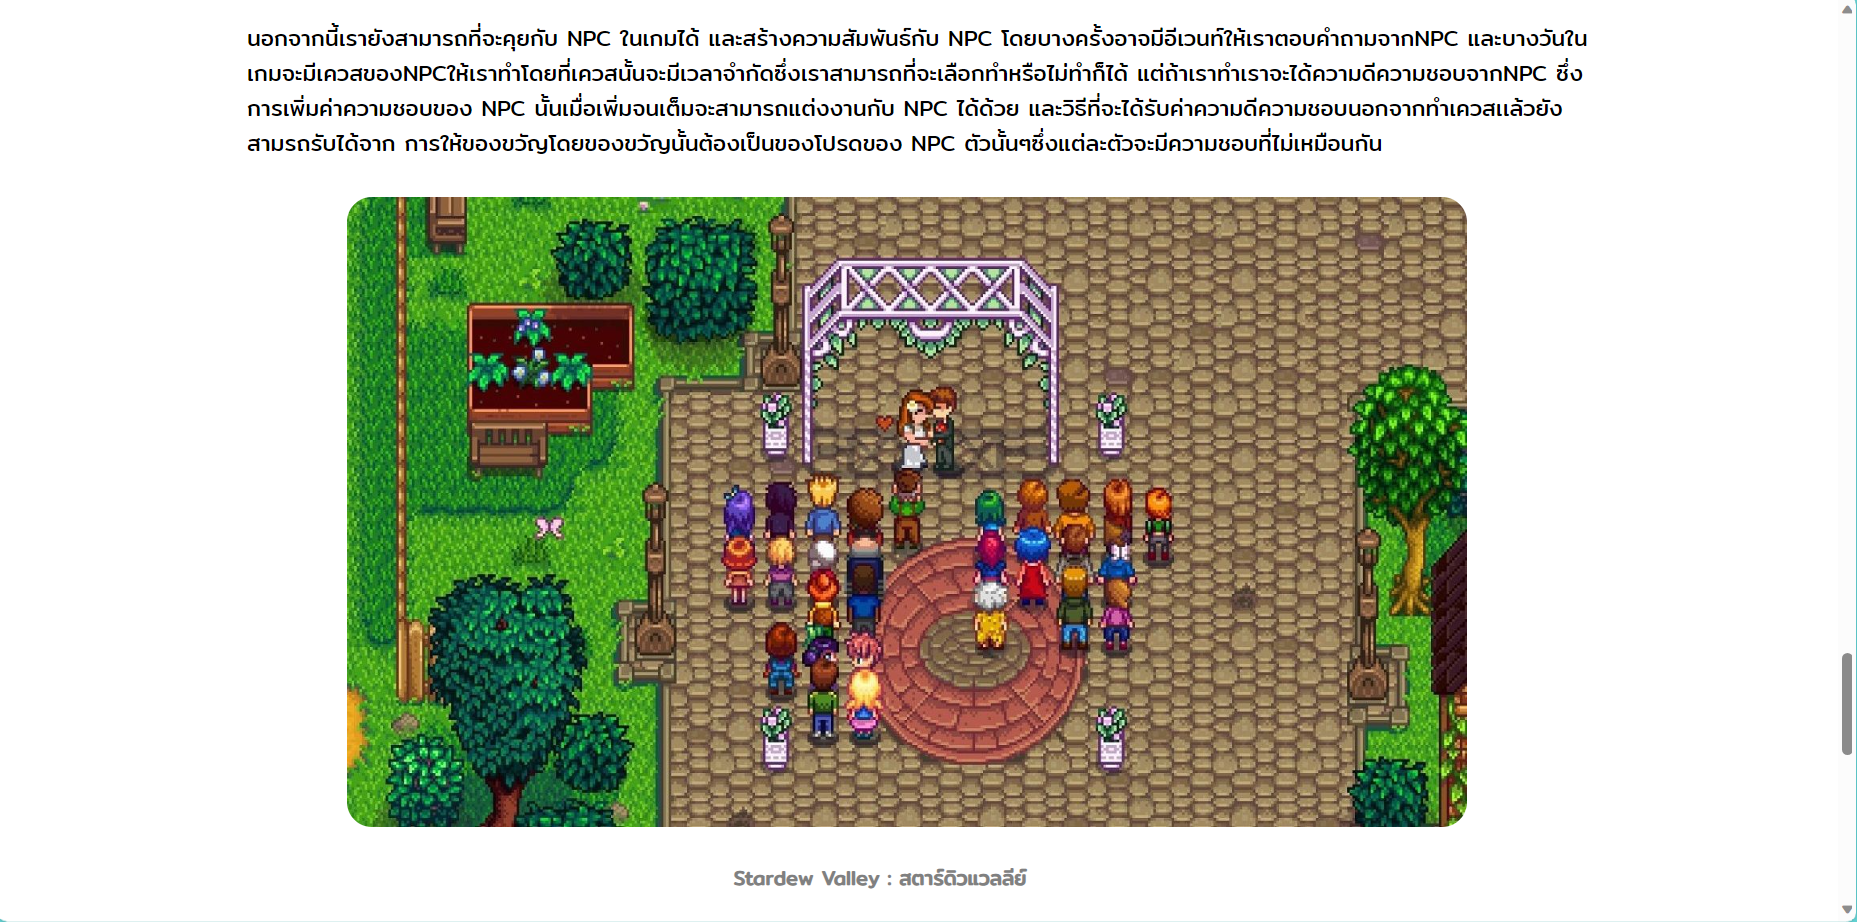 นอกจากนี้เรายังสามารถที่จะคุยกับ NPC ในเกมได้ และสร้างความสัมพันธ์กับ NPC โดยบางครั้งอาจมีอีเวนท์ให้เราตอบคำถามจากNPC และบางวันใน
เกมจะมีเควสของNPCให้เราทำโดยที่เควสนั้นจะมีเวลาจำกัดซึ่งเราสามารถที่จะเลือกทำหรือไม่ทำก็ได้ แต่ถ้าเราทำเราจะได้ความดีความชอบจากNPC ซึ่ง
การเพิ่มค่าความชอบของ NPC นั้นเมื่อเพิ่มจนเต็มจะสามารถแต่งงานกับ NPC ได้ด้วย และวิธีที่จะได้รับค่าความดีความชอบนอกจากทำเควสแล้วยัง
สามรถรับได้จาก การให้ของขวัญโดยของขวัญนั้นต้องเป็นของโปรดของ NPC ตัวนั้นๆซึ่งแต่ละตัวจะมีความชอบที่ไม่เหมือนกัน
Stardew Valley : สตาร์ดิวแวลลีย์